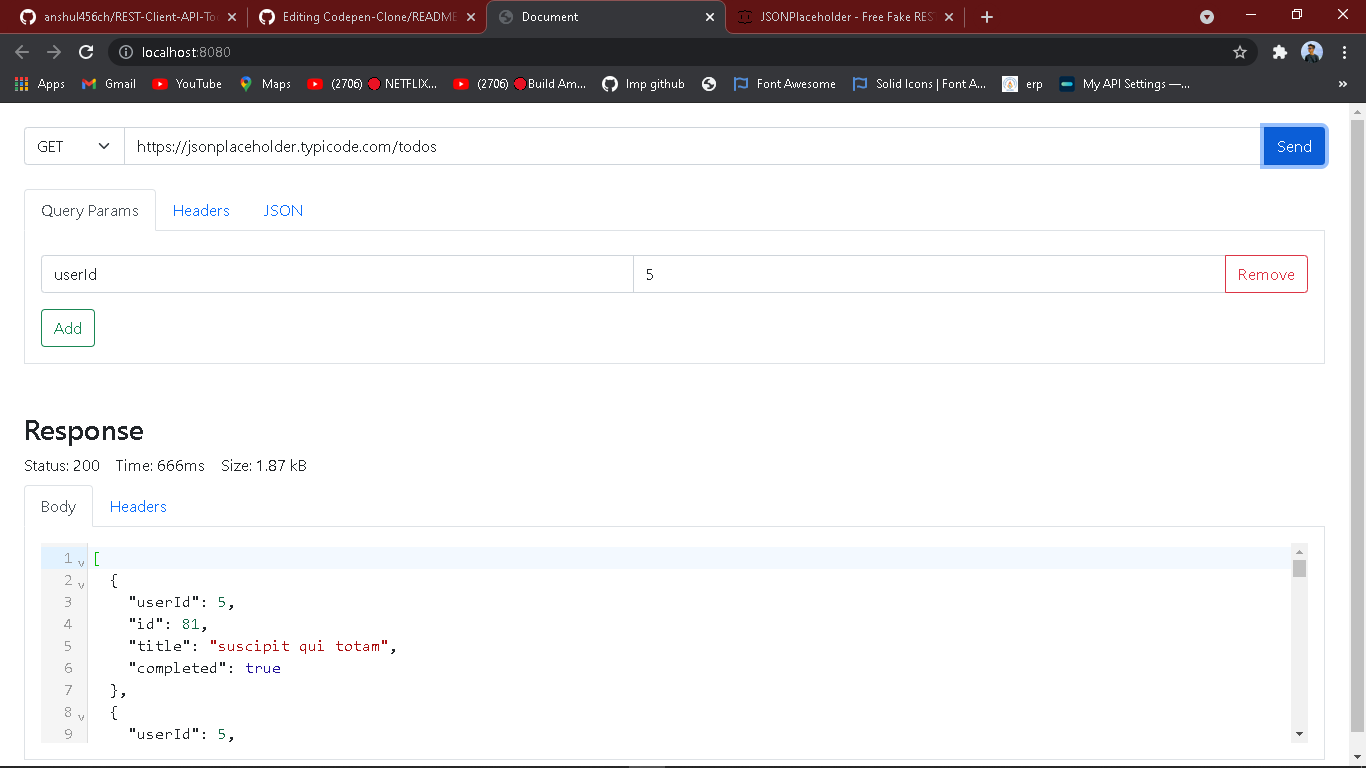 anshul456ch/REST-Client-API-To
Editing Codepen-Clone/README
Document
JSONPlaceholder - Free Fake RES
localhost:8080
Apps
Gmail
YouTube
Maps
(2706) NETFLIX...
(2706) Build Am...
Imp github
Font Awesome
Solid Icons | Font A...
erp
My API Settings —...
»
GET
https://jsonplaceholder.typicode.com/todos
Send
Query Params
Headers
JSON
userId
5
Remove
Add
Response
Status: 200 Time: 666ms Size: 1.87 kB
Body
Headers
1 [
2 {
3 "userId": 5,
4 "id": 81,
5 "title": "suscipit qui totam",
6 "completed": true
7 },
8 {
9 "userId": 5,